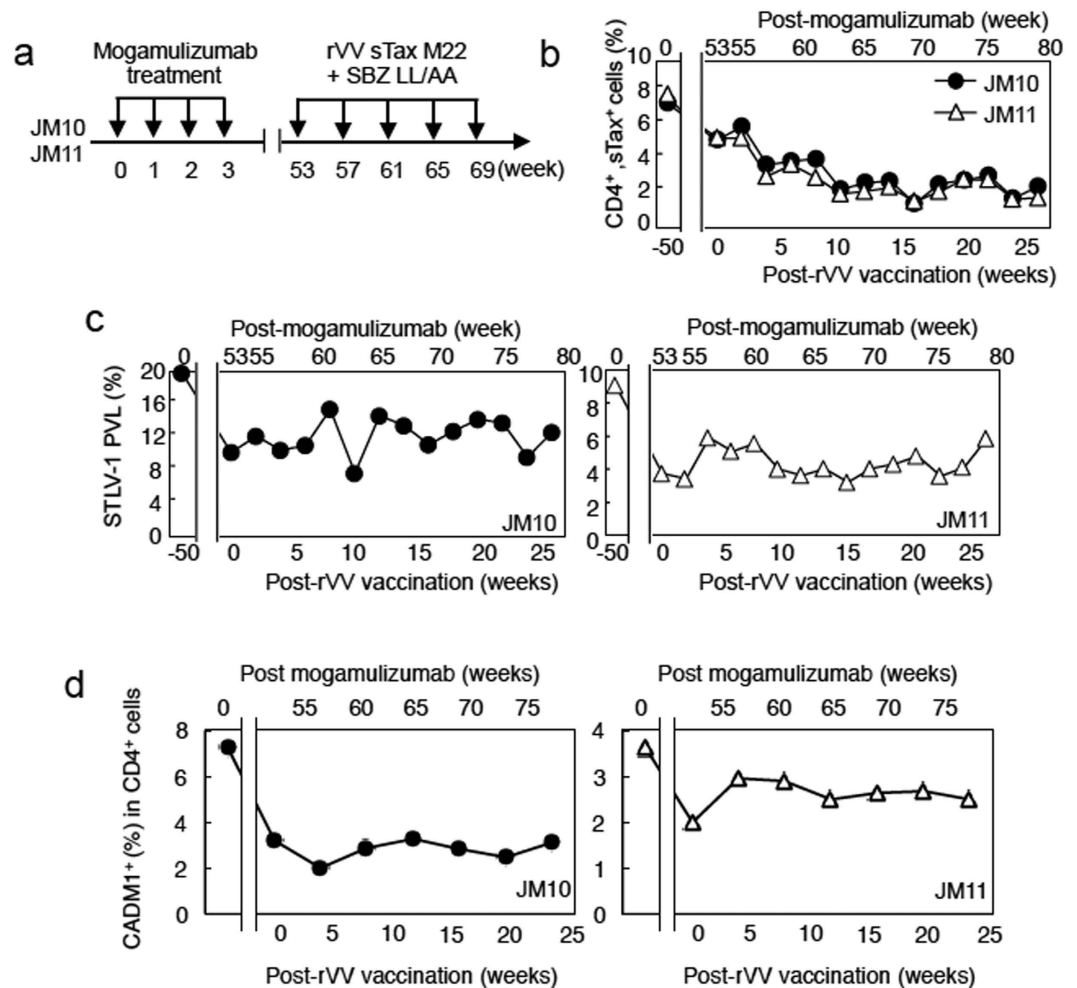 a
Mogamulizumab
treatment
rVV sTax M22
+ SBZ LL/AA
JM10
JM11
0 1 2 3 53 57 61 65 69 (week)
b
Post-mogamulizumab (week)
0 5355 60 65 70 75 80
CD4⁺ ,sTax⁺ cells (%)
10
8
6
4
2
0
JM10
JM11
-50 0 5 10 15 20 25
Post-rVV vaccination (weeks)
c
Post-mogamulizumab (week)
0 5355 60 65 70 75 80
STLV-1 PVL (%)
20
16
12
8
4
0
JM10
-50 0 5 10 15 20 25
Post-rVV vaccination (weeks)
Post-mogamulizumab (week)
0 53 55 60 65 70 75 80
10
8
6
4
2
0
JM11
-50 0 5 10 15 20 25
Post-rVV vaccination (weeks)
d
Post mogamulizumab (weeks)
0 55 60 65 70 75
CADM1⁺ (%) in CD4⁺ cells
8
6
4
2
0
JM10
0 5 10 15 20 25
Post-rVV vaccination (weeks)
Post mogamulizumab (weeks)
0 55 60 65 70 75
4
3
2
1
0
JM11
0 5 10 15 20 25
Post-rVV vaccination (weeks)